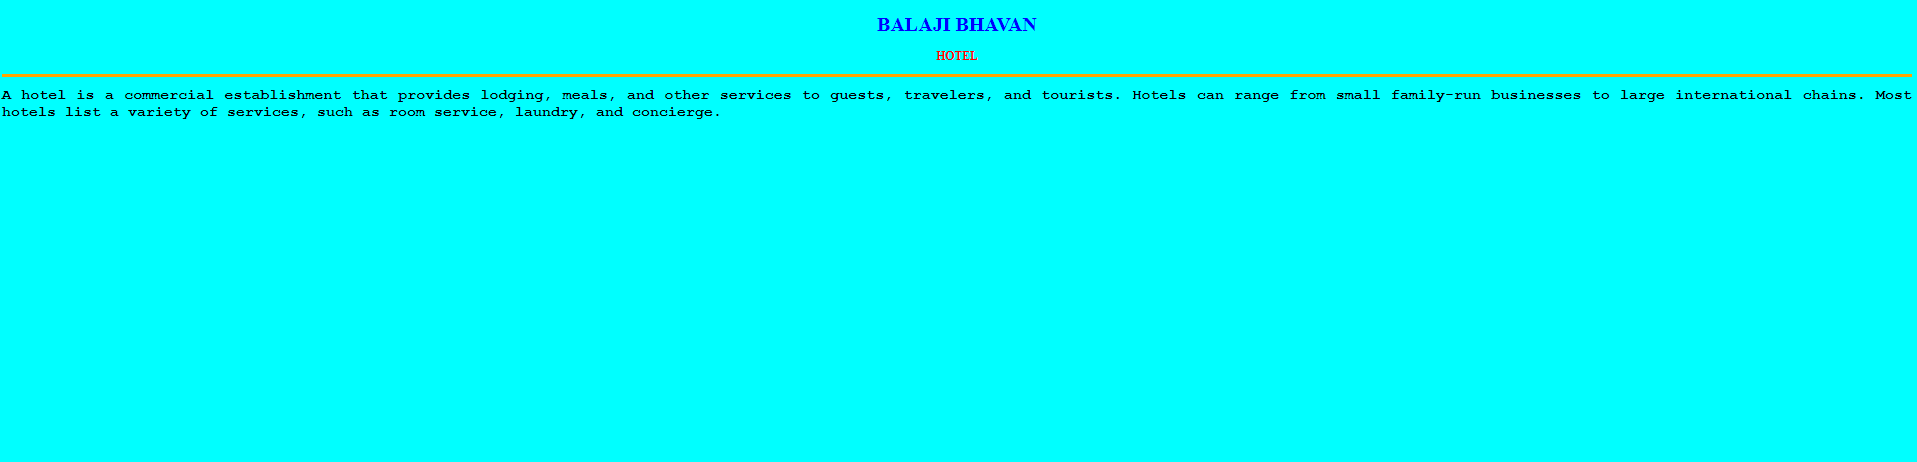 BALAJI BHAVAN
HOTEL
A hotel is a commercial establishment that provides lodging, meals, and other services to guests, travelers, and tourists. Hotels can range from small family-run businesses to large international chains. Most
hotels list a variety of services, such as room service, laundry, and concierge.